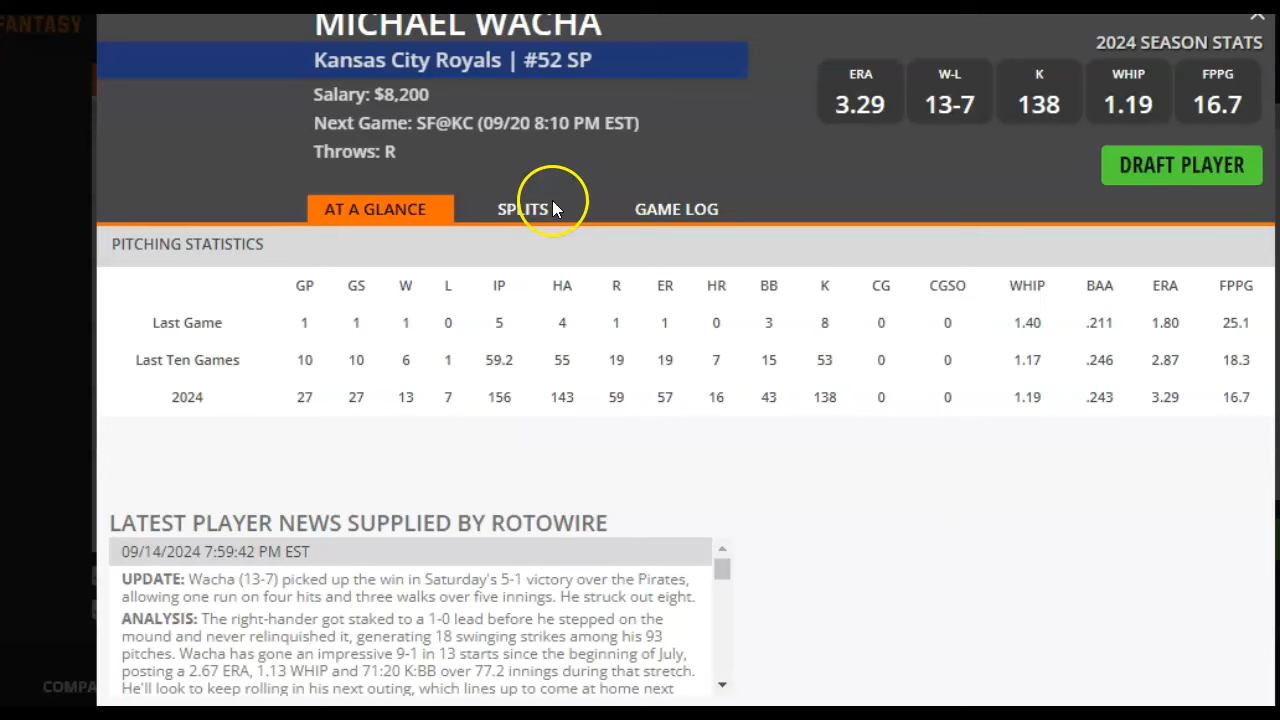 FANTASY
MICHAEL WACHA
Kansas City Royals | #52 SP
Salary: $8,200
Next Game: SF@KC (09/20 8:10 PM EST)
Throws: R
2024 SEASON STATS
ERA W-L K WHIP FPPG
3.29 13-7 138 1.19 16.7
DRAFT PLAYER
AT A GLANCE SPLITS GAME LOG
PITCHING STATISTICS
GP GS W L IP HA R ER HR BB K CG CGSO WHIP BAA ERA FPPG
Last Game 1 1 1 0 5 4 1 1 0 3 8 0 0 1.40 .211 1.80 25.1
Last Ten Games 10 10 6 1 59.2 55 19 19 7 15 53 0 0 1.17 .246 2.87 18.3
2024 27 27 13 7 156 143 59 57 16 43 138 0 0 1.19 .243 3.29 16.7
LATEST PLAYER NEWS SUPPLIED BY ROTOWIRE
09/14/2024 7:59:42 PM EST
UPDATE: Wacha (13-7) picked up the win in Saturday's 5-1 victory over the Pirates,
allowing one run on four hits and three walks over five innings. He struck out eight.
ANALYSIS: The right-hander got staked to a 1-0 lead before he stepped on the
mound and never relinquished it, generating 18 swinging strikes among his 93
pitches. Wacha has gone an impressive 9-1 in 13 starts since the beginning of July,
posting a 2.67 ERA, 1.13 WHIP and 71:20 K:BB over 77.2 innings during that stretch.
He'll look to keep rolling in his next outing, which lines up to come at home next
COMPA